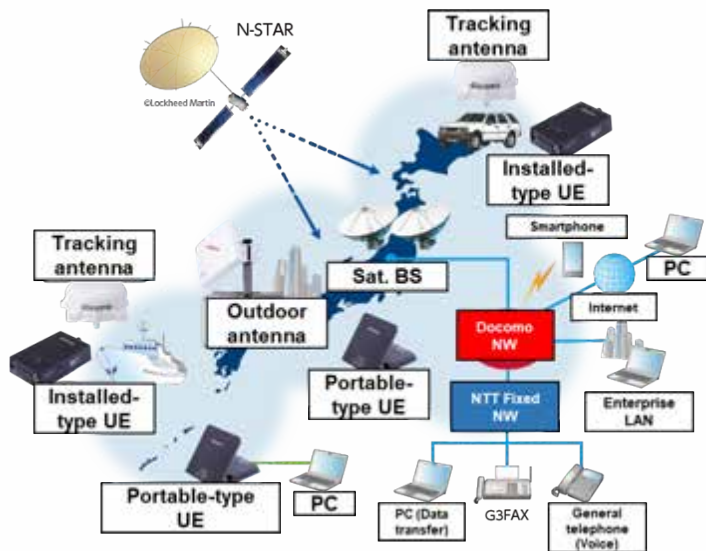 N-STAR
©Lockheed Martin
Tracking
antenna
Installed-
type UE
Smartphone
PC
Internet
Tracking
antenna
Sat. BS
Outdoor
antenna
Docomo
NW
Installed-
type UE
Portable-
type UE
NTT Fixed
NW
Enterprise
LAN
Portable-type
UE
PC
PC (Data
transfer)
G3FAX
General
telephone
(Voice)